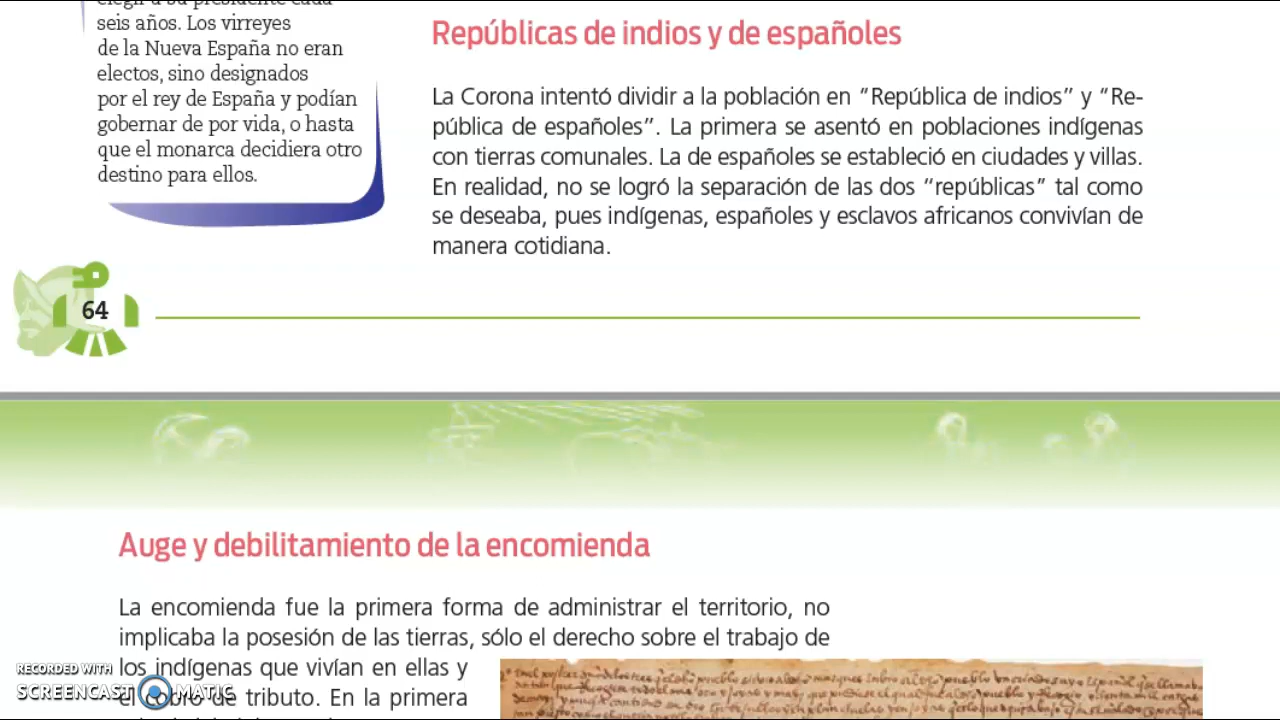 seis años. Los virreyes
de la Nueva España no eran
electos, sino designados
por el rey de España y podían
gobernar de por vida, o hasta
que el monarca decidiera otro
destino para ellos.
Repúblicas de indios y de españoles
La Corona intentó dividir a la población en “República de indios” y “Re-
pública de españoles”. La primera se asentó en poblaciones indígenas
con tierras comunales. La de españoles se estableció en ciudades y villas.
En realidad, no se logró la separación de las dos “repúblicas” tal como
se deseaba, pues indígenas, españoles y esclavos africanos convivían de
manera cotidiana.
64
Auge y debilitamiento de la encomienda
La encomienda fue la primera forma de administrar el territorio, no
implicaba la posesión de las tierras, sólo el derecho sobre el trabajo de
los indígenas que vivían en ellas y
el cobro de tributo. En la primera
RECORDED WITH
SCREENCAST MATIC